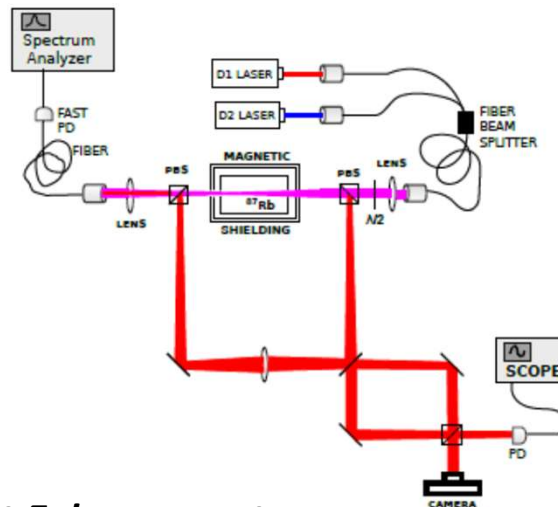 Spectrum
Analyzer
D1 LASER
D2 LASER
FAST
PD
FIBER
BEAM
SPLITTER
FIBER
MAGNETIC
PBS
PBS
LENS
87Rb
λ/2
LENS
SHIELDING
SCOPE
PD
CAMERA